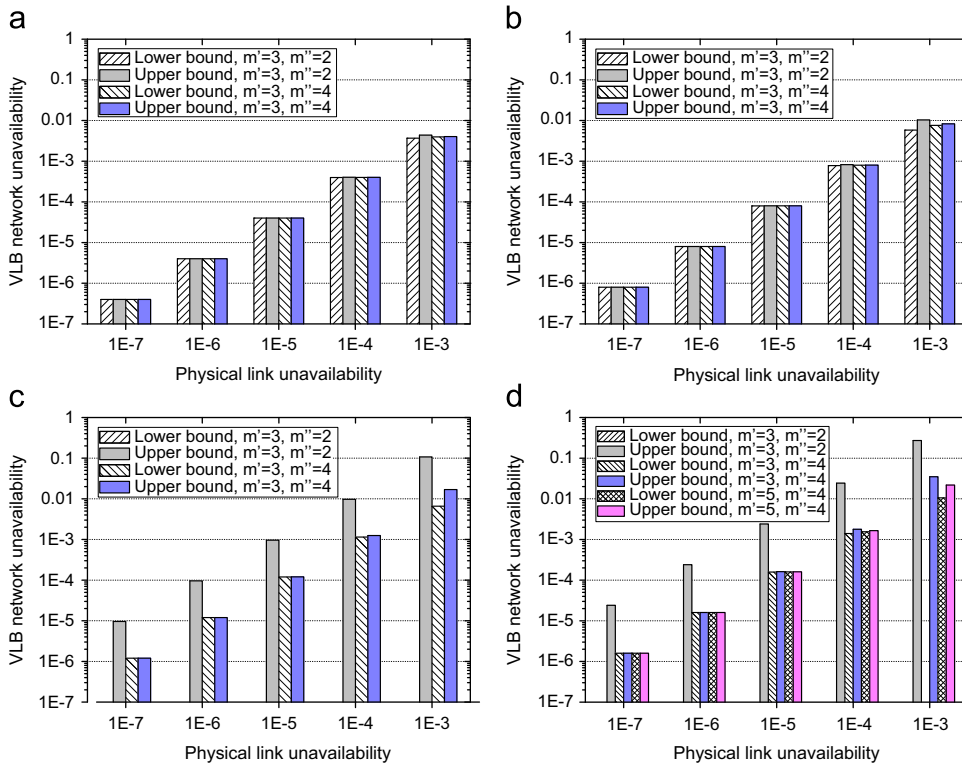 a
1
0.1
0.01
1E-3
1E-4
1E-5
1E-6
1E-7
VLB network unavailability
Lower bound, m'=3, m''=2
Upper bound, m'=3, m''=2
Lower bound, m'=3, m''=4
Upper bound, m'=3, m''=4
1E-7 1E-6 1E-5 1E-4 1E-3
Physical link unavailability
b
1
0.1
0.01
1E-3
1E-4
1E-5
1E-6
1E-7
VLB network unavailability
Lower bound, m'=3, m''=2
Upper bound, m'=3, m''=2
Lower bound, m'=3, m''=4
Upper bound, m'=3, m''=4
1E-7 1E-6 1E-5 1E-4 1E-3
Physical link unavailability
c
1
0.1
0.01
1E-3
1E-4
1E-5
1E-6
1E-7
VLB network unavailability
Lower bound, m'=3, m''=2
Upper bound, m'=3, m''=2
Lower bound, m'=3, m''=4
Upper bound, m'=3, m''=4
1E-7 1E-6 1E-5 1E-4 1E-3
Physical link unavailability
d
1
0.1
0.01
1E-3
1E-4
1E-5
1E-6
1E-7
VLB network unavailability
Lower bound, m'=3, m''=2
Upper bound, m'=3, m''=2
Lower bound, m'=3, m''=4
Upper bound, m'=3, m''=4
Lower bound, m'=5, m''=4
Upper bound, m'=5, m''=4
1E-7 1E-6 1E-5 1E-4 1E-3
Physical link unavailability